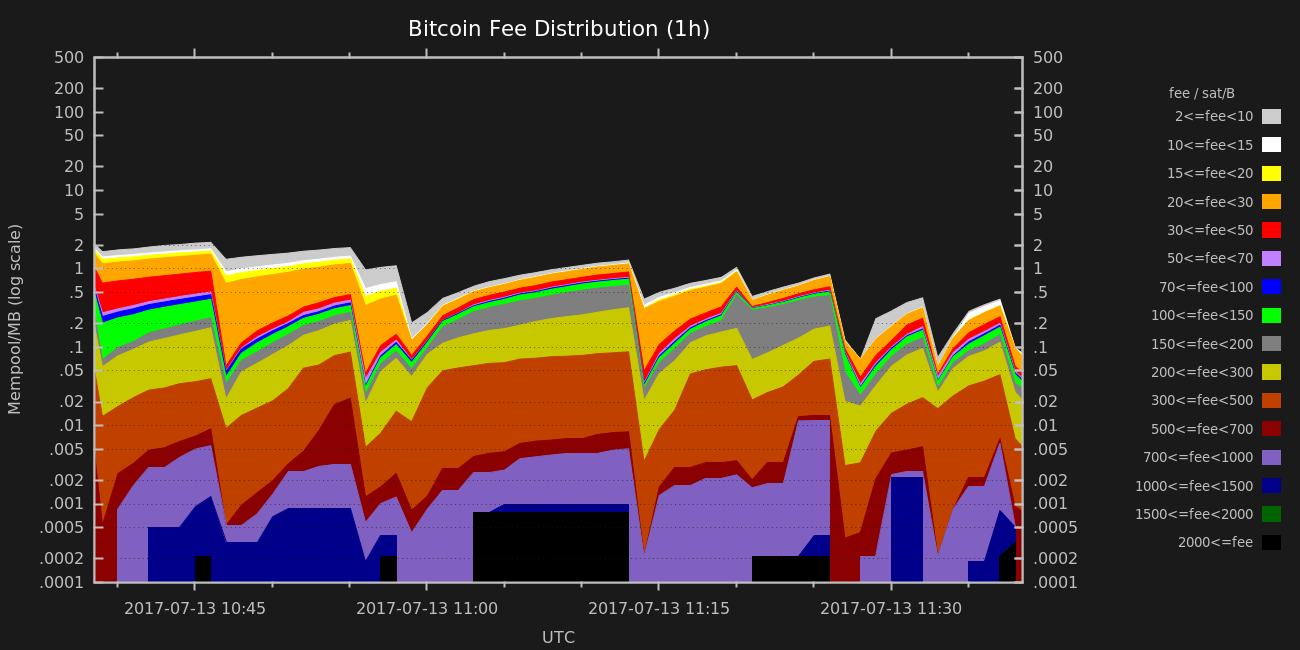 Bitcoin Fee Distribution (1h)
500 500
200 200
100 100
50 50
20 20
10 10
5 5
2 2
1 1
.5 .5
.2 .2
.1 .1
.05 .05
.02 .02
.01 .01
.005 .005
.002 .002
.001 .001
.0005 .0005
.0002 .0002
.0001 .0001
Mempool/MB (log scale)
2017-07-13 10:45 2017-07-13 11:00 2017-07-13 11:15 2017-07-13 11:30
UTC
fee / sat/B
2<=fee<10
10<=fee<15
15<=fee<20
20<=fee<30
30<=fee<50
50<=fee<70
70<=fee<100
100<=fee<150
150<=fee<200
200<=fee<300
300<=fee<500
500<=fee<700
700<=fee<1000
1000<=fee<1500
1500<=fee<2000
2000<=fee